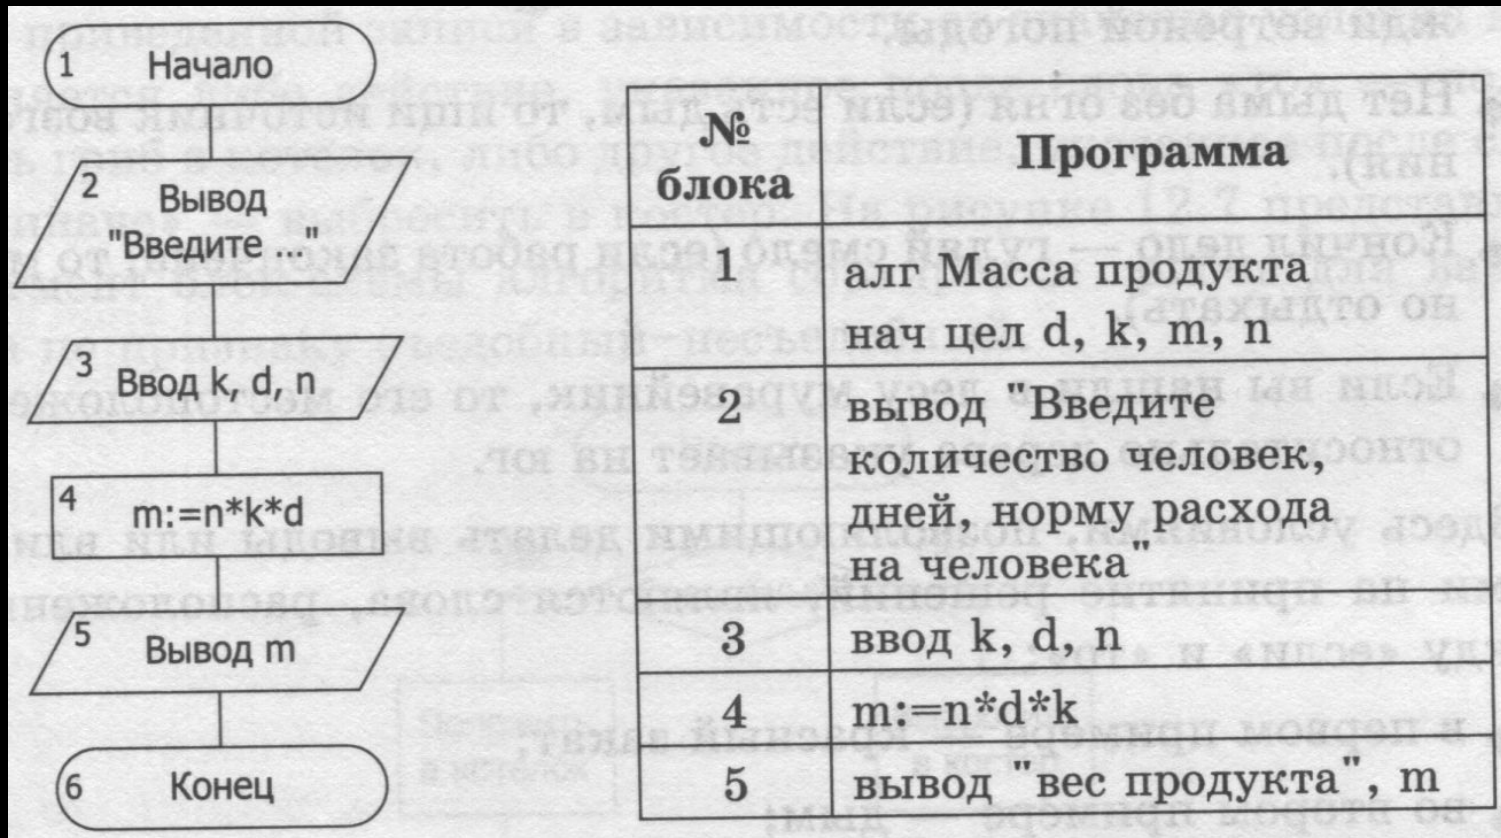 1 Начало
2 Вывод
"Введите ..."
3 Ввод k, d, n
4 m:=n*k*d
5 Вывод m
6 Конец
№
блока
Программа
1
алг Масса продукта
нач цел d, k, m, n
2
вывод "Введите
количество человек,
дней, норму расхода
на человека"
3
ввод k, d, n
4
m:=n*d*k
5
вывод "вес продукта", m